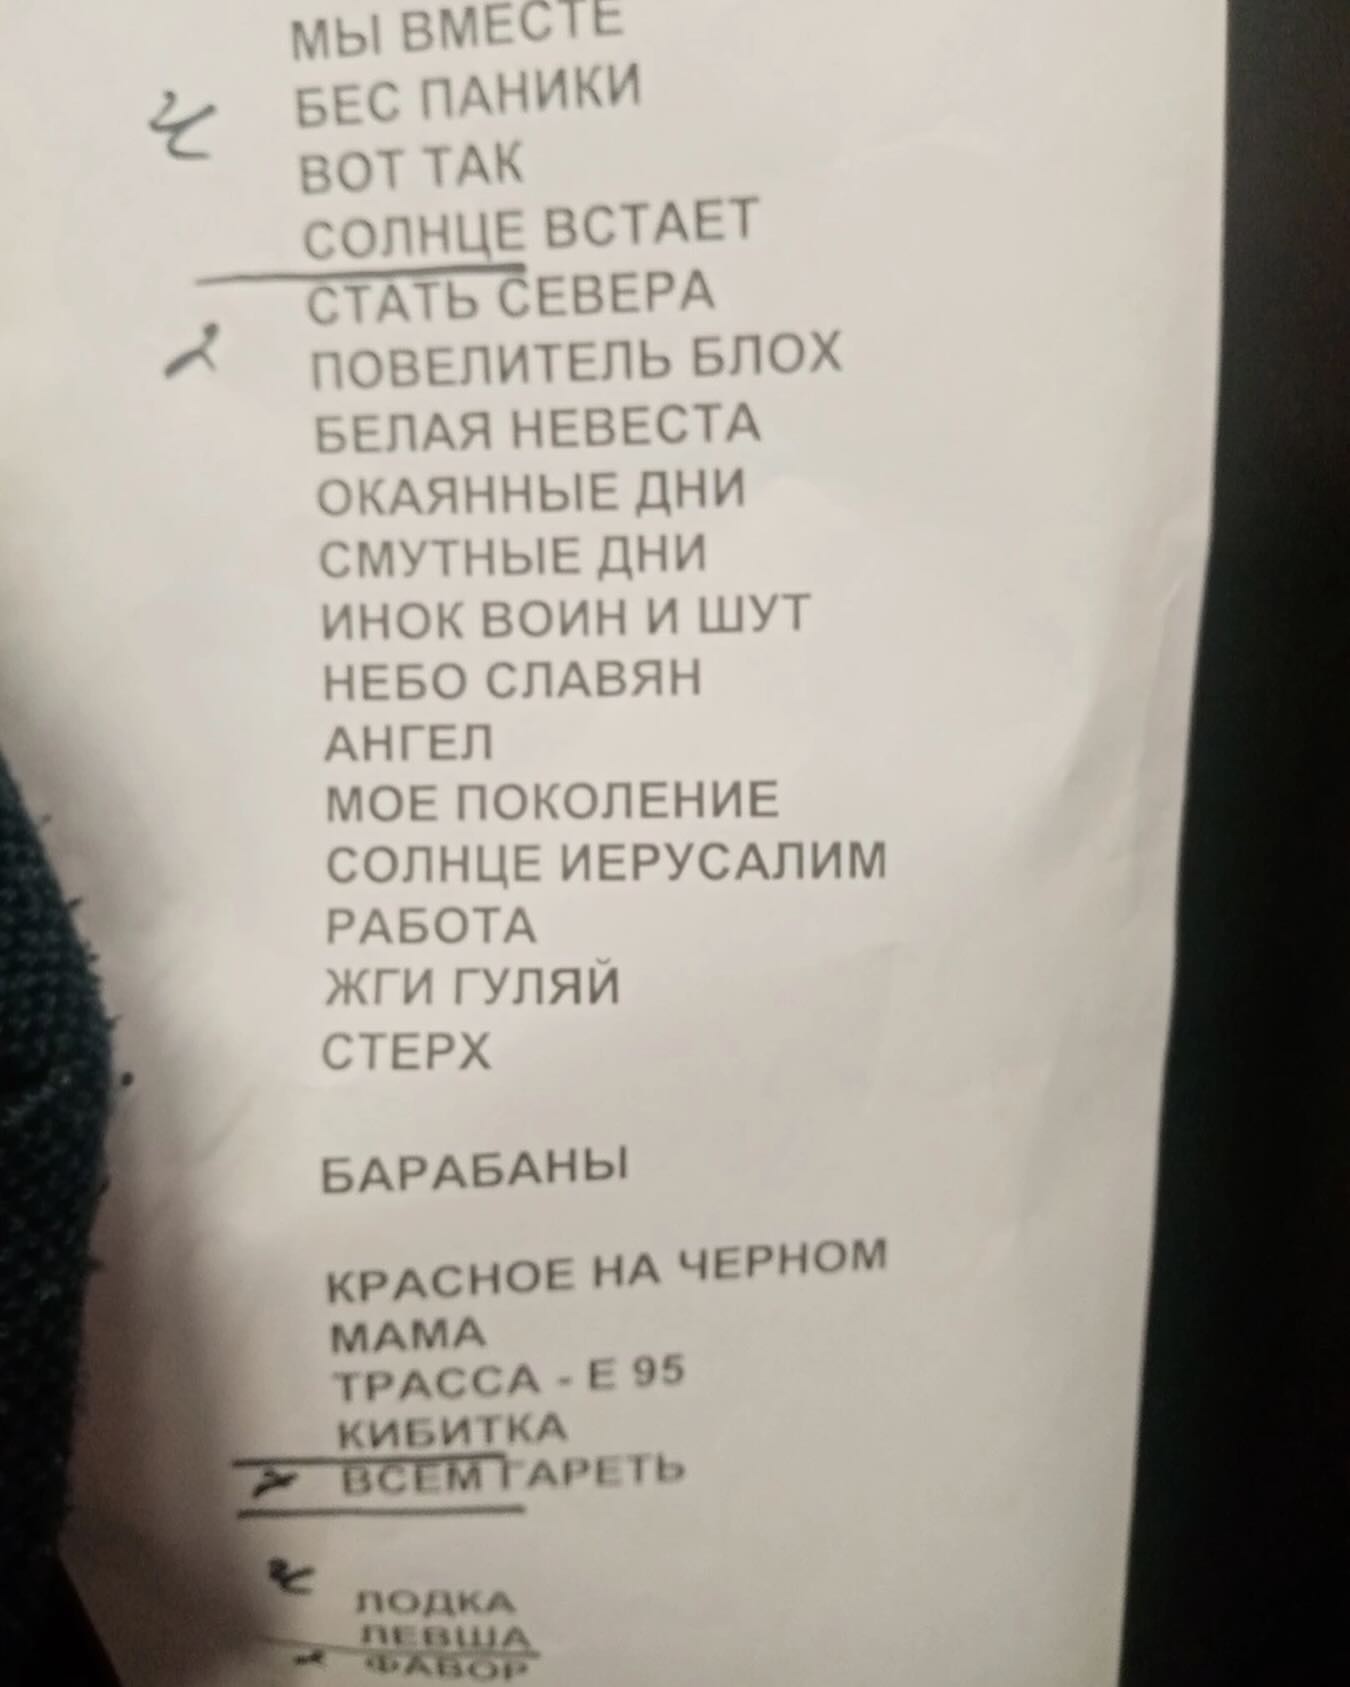 МЫ ВМЕСТЕ
БЕС ПАНИКИ
ВОТ ТАК
СОЛНЦЕ ВСТАЕТ
СТАТЬ СЕВЕРА
ПОВЕЛИТЕЛЬ БЛОХ
БЕЛАЯ НЕВЕСТА
ОКАЯННЫЕ ДНИ
СМУТНЫЕ ДНИ
ИНОК ВОИН И ШУТ
НЕБО СЛАВЯН
АНГЕЛ
МОЕ ПОКОЛЕНИЕ
СОЛНЦЕ ИЕРУСАЛИМ
РАБОТА
ЖГИ ГУЛЯЙ
СТЕРХ
БАРАБАНЫ
КРАСНОЕ НА ЧЕРНОМ
МАМА
ТРАССА - Е 95
КИБИТКА
ВСЕМ ГАРЕТЬ
ЛОДКА
ЛЕВША
ФАВОР